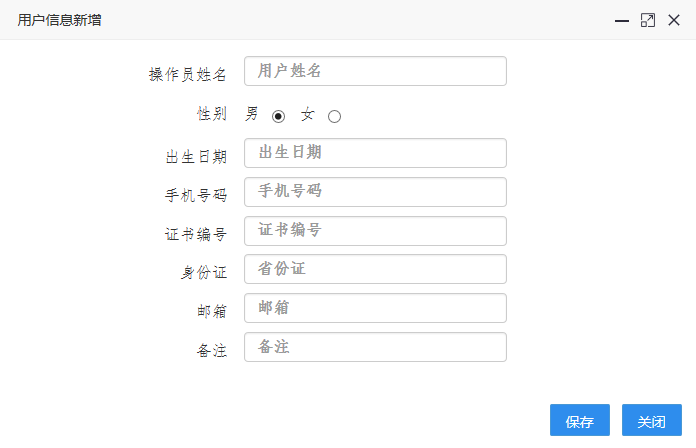 用户信息新增
操作员姓名 用户姓名
性别 男 女
出生日期 出生日期
手机号码 手机号码
证书编号 证书编号
身份证 省份证
邮箱 邮箱
备注 备注
保存 关闭